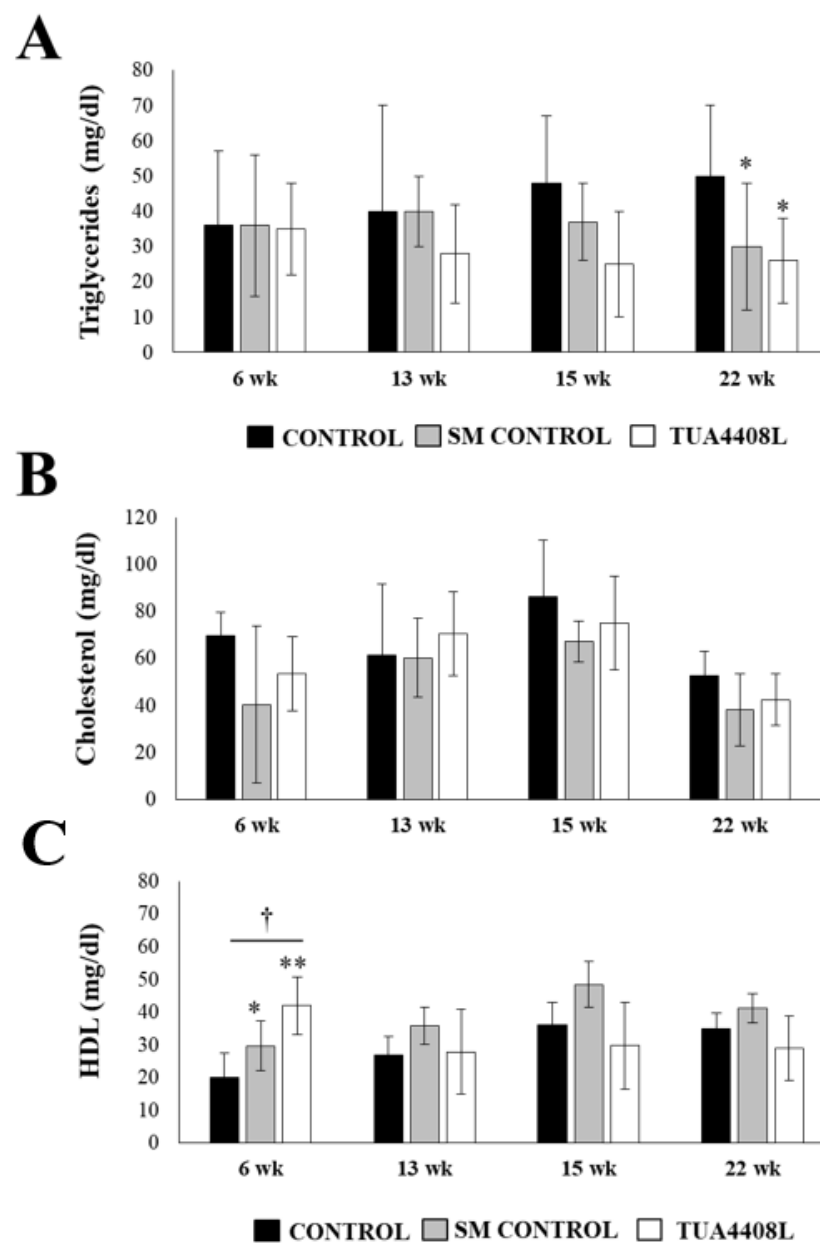 A
Triglycerides (mg/dl)
80
70
60
50
40
30
20
10
0
*
*
6 wk
13 wk
15 wk
22 wk
CONTROL SM CONTROL TUA4408L
B
Cholesterol (mg/dl)
120
100
80
60
40
20
0
6 wk
13 wk
15 wk
22 wk
C
HDL (mg/dl)
80
70
60
50
40
30
20
10
0
†
*
**
6 wk
13 wk
15 wk
22 wk
CONTROL SM CONTROL TUA4408L